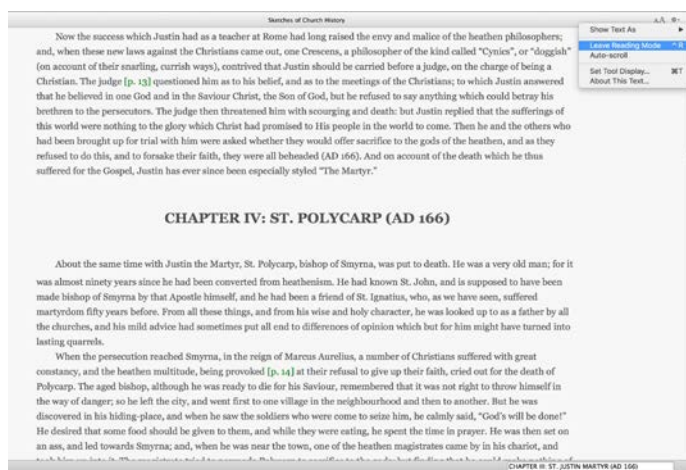 Sketches of Church History
Show Text As
Leave Reading Mode ^R
Auto-scroll
Set Tool Display... ⌘T
About This Text...
Now the success which Justin had as a teacher at Rome had long raised the envy and malice of the heathen philosophers;
and, when these new laws against the Christians came out, one Crescens, a philosopher of the kind called “Cynics”, or “doggish”
(on account of their snarling, currish ways), contrived that Justin should be carried before a judge, on the charge of being a
Christian. The judge [p. 13] questioned him as to his belief, and as to the meetings of the Christians; to which Justin answered
that he believed in one God and in the Saviour Christ, the Son of God, but he refused to say anything which could betray his
brethren to the persecutors. The judge then threatened him with scourging and death: but Justin replied that the sufferings of
this world were nothing to the glory which Christ had promised to His people in the world to come. Then he and the others who
had been brought up for trial with him were asked whether they would offer sacrifice to the gods of the heathen, and as they
refused to do this, and to forsake their faith, they were all beheaded (AD 166). And on account of the death which he thus
suffered for the Gospel, Justin has ever since been especially styled “The Martyr.”
CHAPTER IV: ST. POLYCARP (AD 166)
About the same time with Justin the Martyr, St. Polycarp, bishop of Smyrna, was put to death. He was a very old man; for it
was almost ninety years since he had been converted from heathenism. He had known St. John, and is supposed to have been
made bishop of Smyrna by that Apostle himself, and he had been a friend of St. Ignatius, who, as we have seen, suffered
martyrdom fifty years before. From all these things, and from his wise and holy character, he was looked up to as a father by all
the churches, and his mild advice had sometimes put all end to differences of opinion which but for him might have turned into
lasting quarrels.
When the persecution reached Smyrna, in the reign of Marcus Aurelius, a number of Christians suffered with great
constancy, and the heathen multitude, being provoked [p. 14] at their refusal to give up their faith, cried out for the death of
Polycarp. The aged bishop, although he was ready to die for his Saviour, remembered that it was not right to throw himself in
the way of danger; so he left the city, and went first to one village in the neighbourhood and then to another. But he was
discovered in his hiding-place, and when he saw the soldiers who were come to seize him, he calmly said, “God’s will be done!”
He desired that some food should be given to them, and while they were eating, he spent the time in prayer. He was then set on
an ass, and led towards Smyrna; and, when he was near the town, one of the heathen magistrates came by in his chariot, and
CHAPTER III: ST. JUSTIN MARTYR (AD 166)